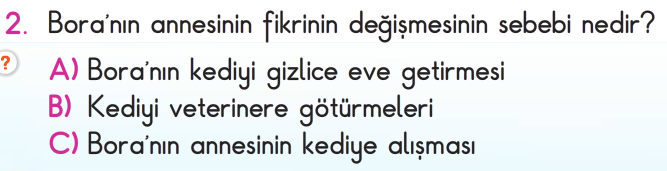 2. Bora'nın annesinin fikrinin değişmesinin sebebi nedir?
?
A) Bora'nın kediyi gizlice eve getirmesi
B) Kediyi veterinere götürmeleri
C) Bora'nın annesinin kediye alışması